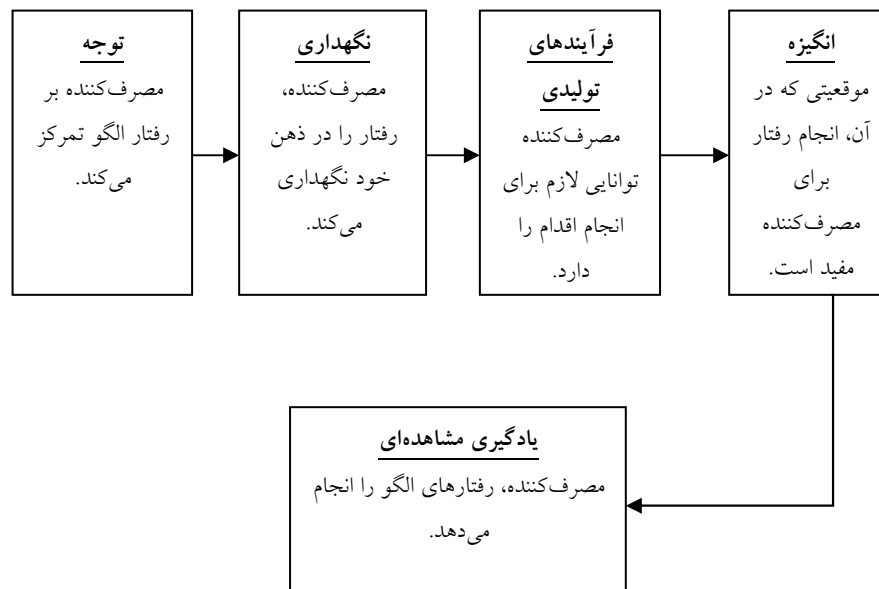 توجه
مصرف‌کننده بر
رفتار الگو تمرکز
می‌کند.
نگهداری
مصرف‌کننده،
رفتار را در ذهن
خود نگهداری
می‌کند.
فرآیندهای
تولیدی
مصرف‌کننده
توانایی لازم برای
انجام اقدام را
دارد.
انگیزه
موقعیتی که در
آن، انجام رفتار
برای
مصرف‌کننده
مفید است.
یادگیری مشاهده‌ای
مصرف‌کننده، رفتارهای الگو را انجام
می‌دهد.